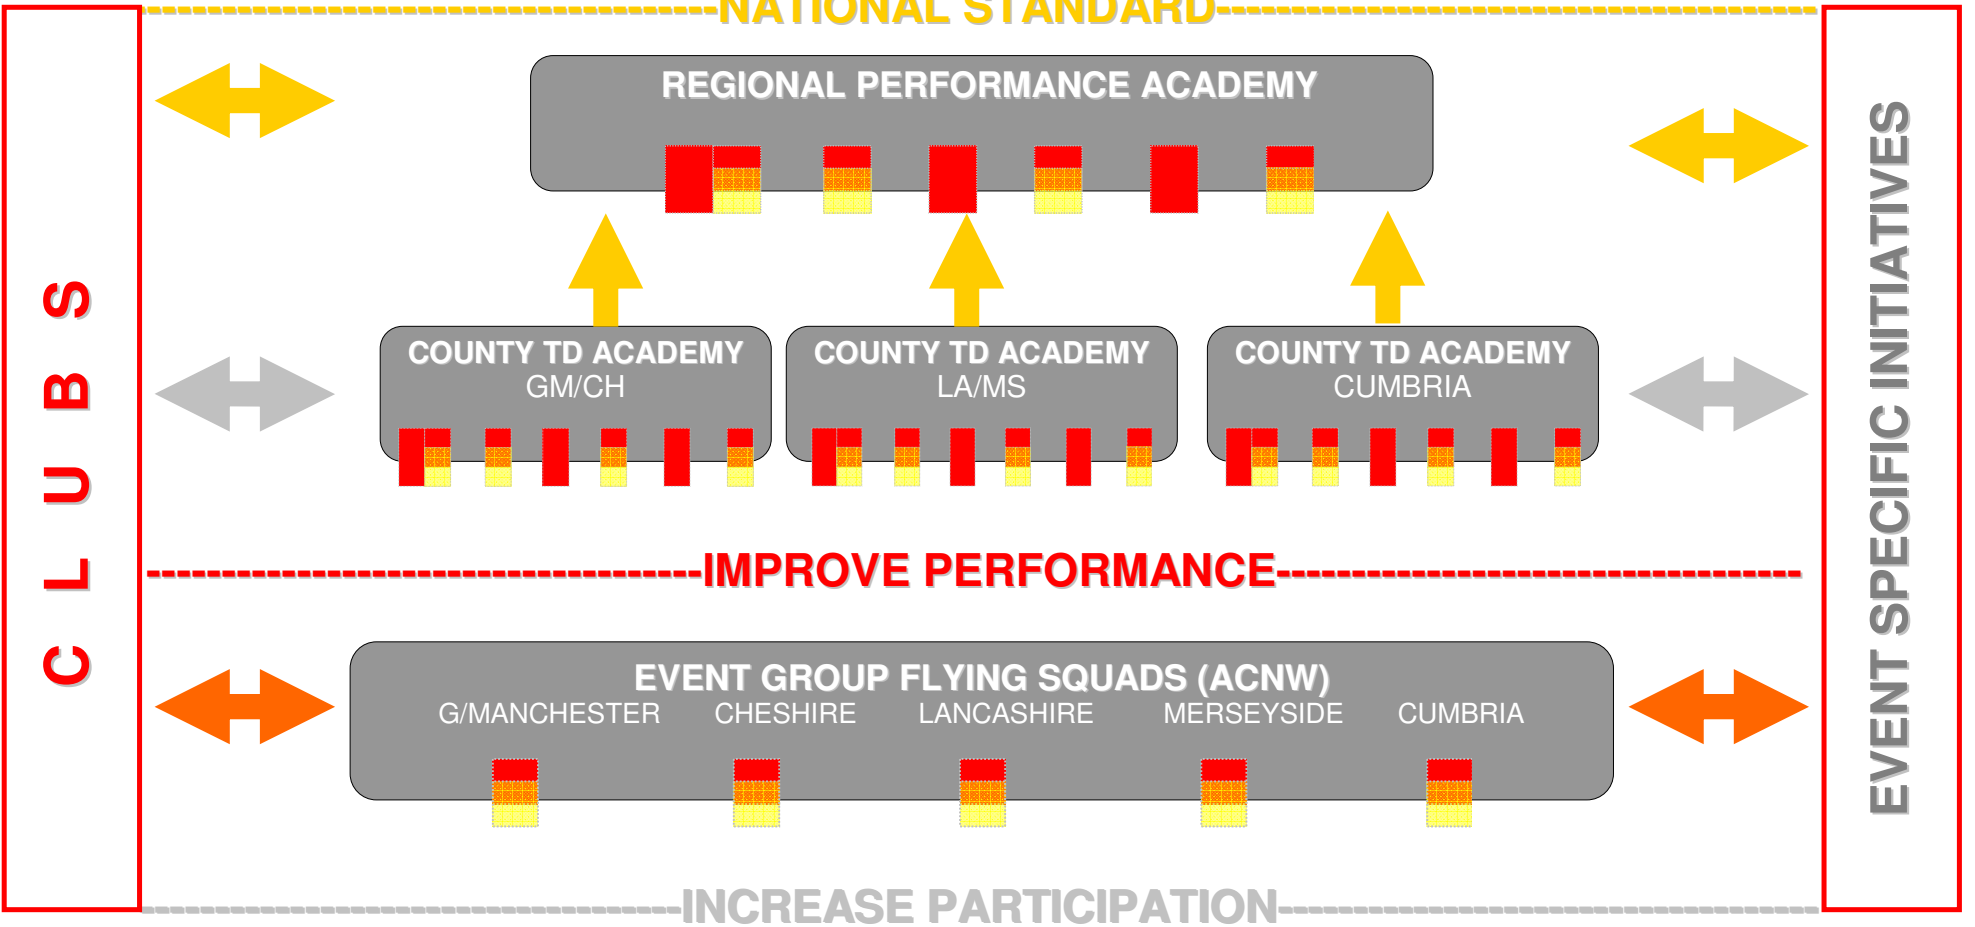 NATIONAL STANDARD
REGIONAL PERFORMANCE ACADEMY
COUNTY TD ACADEMY
GM/CH
COUNTY TD ACADEMY
LA/MS
COUNTY TD ACADEMY
CUMBRIA
CLUBS
EVENT SPECIFIC INITIATIVES
IMPROVE PERFORMANCE
EVENT GROUP FLYING SQUADS (ACNW)
G/MANCHESTER CHESHIRE LANCASHIRE MERSEYSIDE CUMBRIA
INCREASE PARTICIPATION